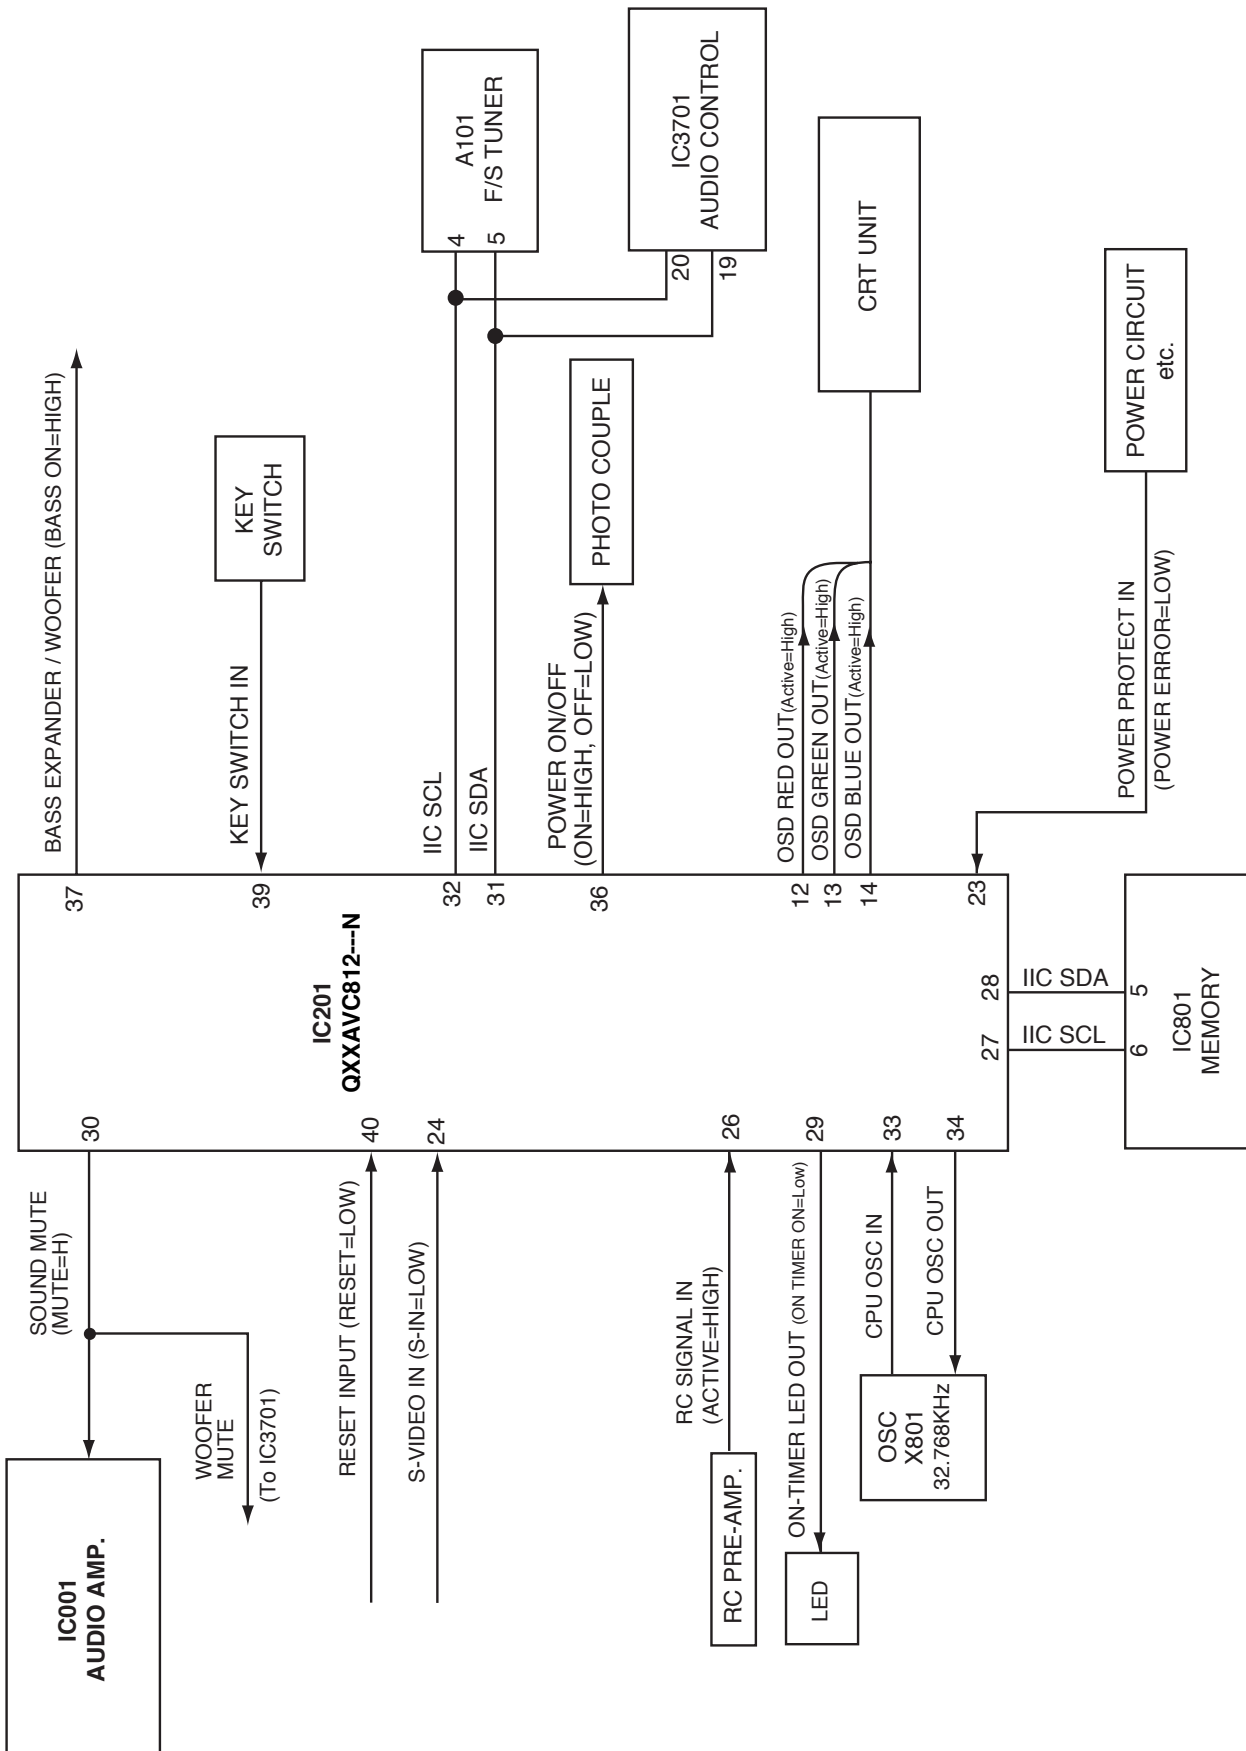 IC001
AUDIO AMP.
SOUND MUTE
(MUTE=H)
30
WOOFER
MUTE
(To IC3701)
RESET INPUT (RESET=LOW)
40
S-VIDEO IN (S-IN=LOW)
24
RC PRE-AMP.
RC SIGNAL IN
(ACTIVE=HIGH)
26
LED
ON-TIMER LED OUT (ON TIMER ON=Low)
29
OSC
X801
32.768KHz
CPU OSC IN
33
CPU OSC OUT
34
IC201
QXXAVC812---N
37
BASS EXPANDER / WOOFER (BASS ON=HIGH)
39
KEY SWITCH IN
KEY
SWITCH
32
IIC SCL
31
IIC SDA
4
5
A101
F/S TUNER
20
19
IC3701
AUDIO CONTROL
36
POWER ON/OFF
(ON=HIGH, OFF=LOW)
PHOTO COUPLE
12
OSD RED OUT(Active=High)
13
OSD GREEN OUT(Active=High)
14
OSD BLUE OUT(Active=High)
CRT UNIT
23
POWER PROTECT IN
(POWER ERROR=LOW)
POWER CIRCUIT
etc.
27
28
IIC SCL
IIC SDA
6
5
IC801
MEMORY